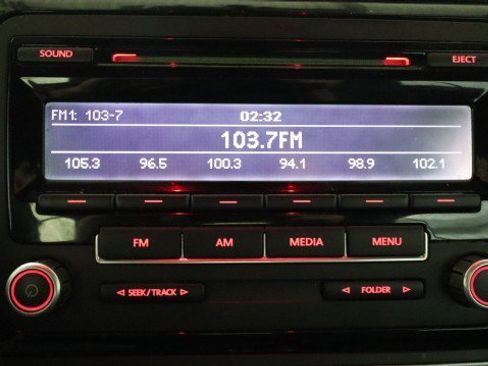 SOUND EJECT
FM1: 103-7 02:32
103.7FM
105.3 96.5 100.3 94.1 98.9 102.1
FM AM MEDIA MENU
◁ SEEK/TRACK ▷ ◁ FOLDER ▷